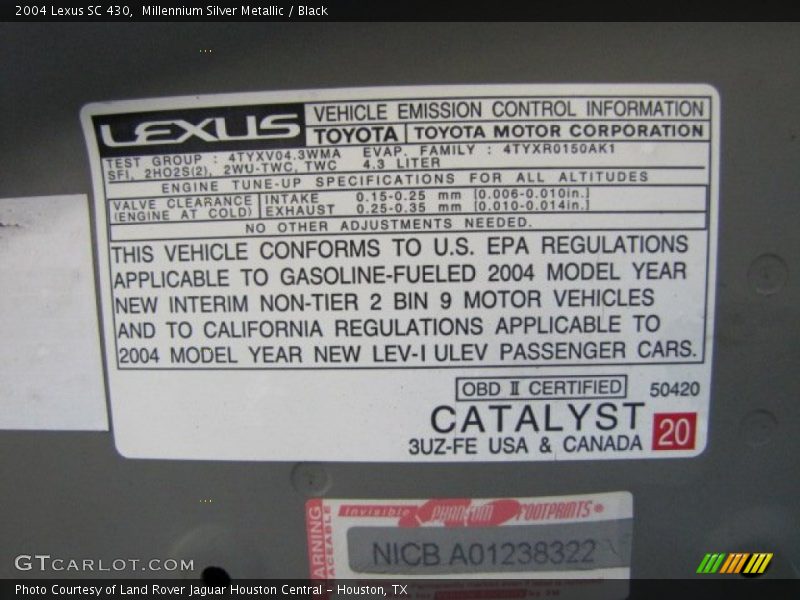 2004 Lexus SC 430,  Millennium Silver Metallic / Black
LEXUS
VEHICLE EMISSION CONTROL INFORMATION
TOYOTA TOYOTA MOTOR CORPORATION
TEST GROUP : 4TYXV04.3WMA EVAP. FAMILY : 4TYXR0150AK1
SFI, 2HO2S(2), 2WU-TWC, TWC 4.3 LITER
ENGINE TUNE-UP SPECIFICATIONS FOR ALL ALTITUDES
VALVE CLEARANCE INTAKE 0.15-0.25 mm [0.006-0.010in.]
(ENGINE AT COLD) EXHAUST 0.25-0.35 mm [0.010-0.014in.]
NO OTHER ADJUSTMENTS NEEDED.
THIS VEHICLE CONFORMS TO U.S. EPA REGULATIONS
APPLICABLE TO GASOLINE-FUELED 2004 MODEL YEAR
NEW INTERIM NON-TIER 2 BIN 9 MOTOR VEHICLES
AND TO CALIFORNIA REGULATIONS APPLICABLE TO
2004 MODEL YEAR NEW LEV-I ULEV PASSENGER CARS.
OBD II CERTIFIED 50420
CATALYST 20
3UZ-FE USA & CANADA
WARNING
Invisible PHANTOM FOOTPRINTS®
NICB A01238322
GTCARLOT.COM
Photo Courtesy of Land Rover Jaguar Houston Central - Houston, TX